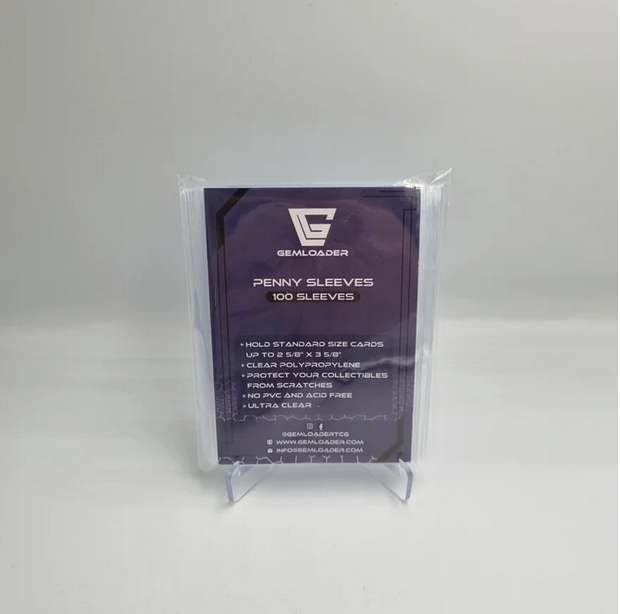 GEMLOADER
PENNY SLEEVES
100 SLEEVES
HOLD STANDARD SIZE CARDS
UP TO 2 5/8" X 3 5/8"
CLEAR POLYPROPYLENE
PROTECT YOUR COLLECTIBLES
FROM SCRATCHES
NO PVC AND ACID FREE
ULTRA CLEAR
@GEMLOADERTCG
WWW.GEMLOADER.COM
INFO@GEMLOADER.COM